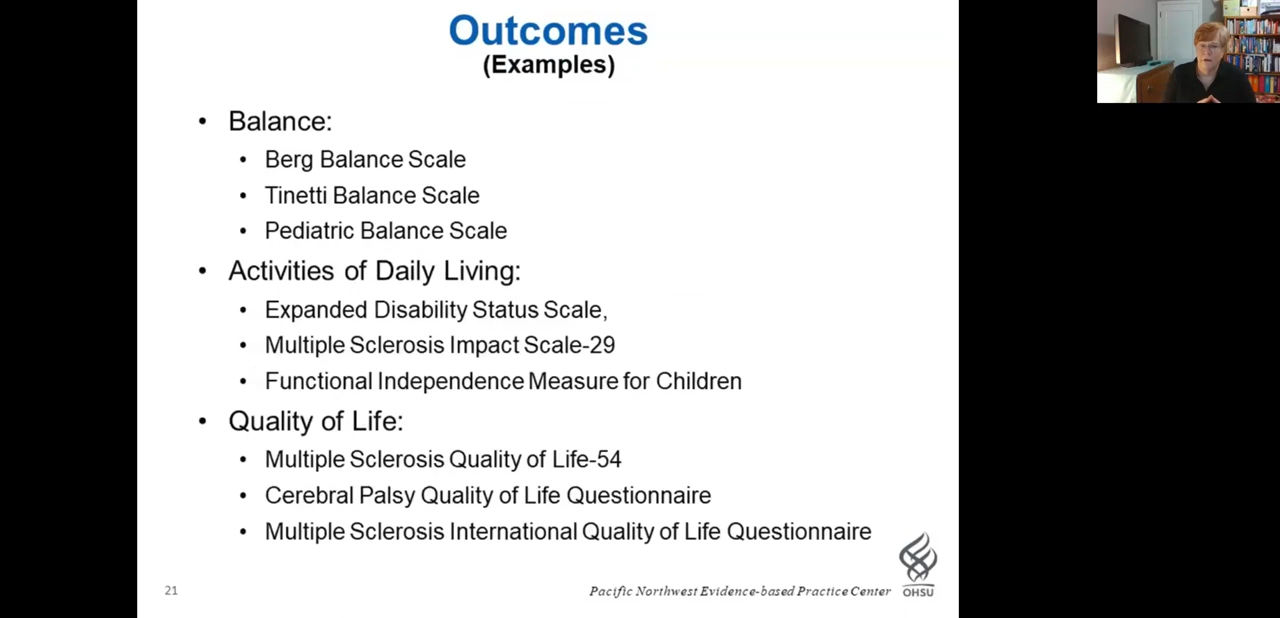 Outcomes
(Examples)
• Balance:
• Berg Balance Scale
• Tinetti Balance Scale
• Pediatric Balance Scale
• Activities of Daily Living:
• Expanded Disability Status Scale,
• Multiple Sclerosis Impact Scale-29
• Functional Independence Measure for Children
• Quality of Life:
• Multiple Sclerosis Quality of Life-54
• Cerebral Palsy Quality of Life Questionnaire
• Multiple Sclerosis International Quality of Life Questionnaire
21
Pacific Northwest Evidence-based Practice Center
OHSU